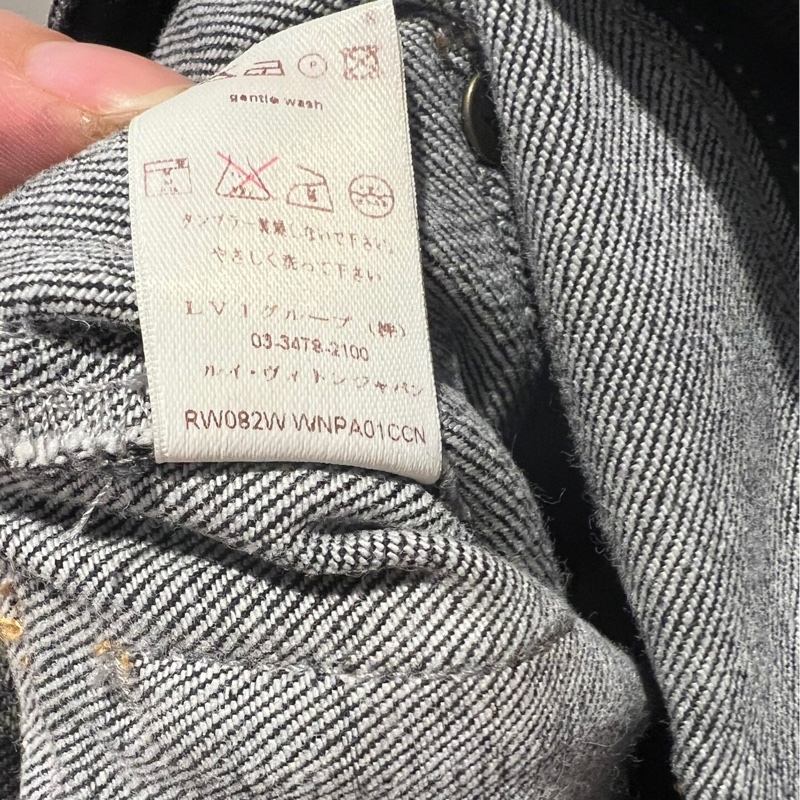 gentle wash
タンブラー乾燥しないで下さい。
やさしく洗って下さい
LVJグループ(株)
03-3478-2100
ルイ・ヴィトンジャパン
RW082W WNPA01CCN